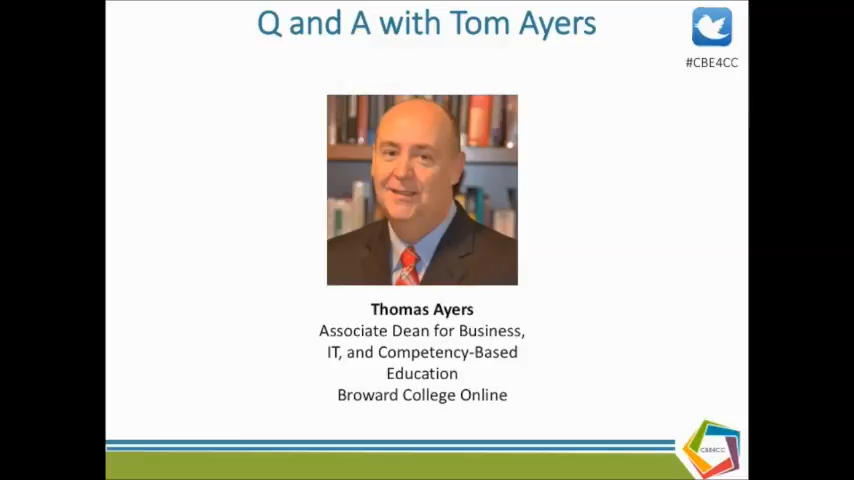 Q and A with Tom Ayers
#CBE4CC
Thomas Ayers
Associate Dean for Business,
IT, and Competency-Based
Education
Broward College Online
CBE4CC